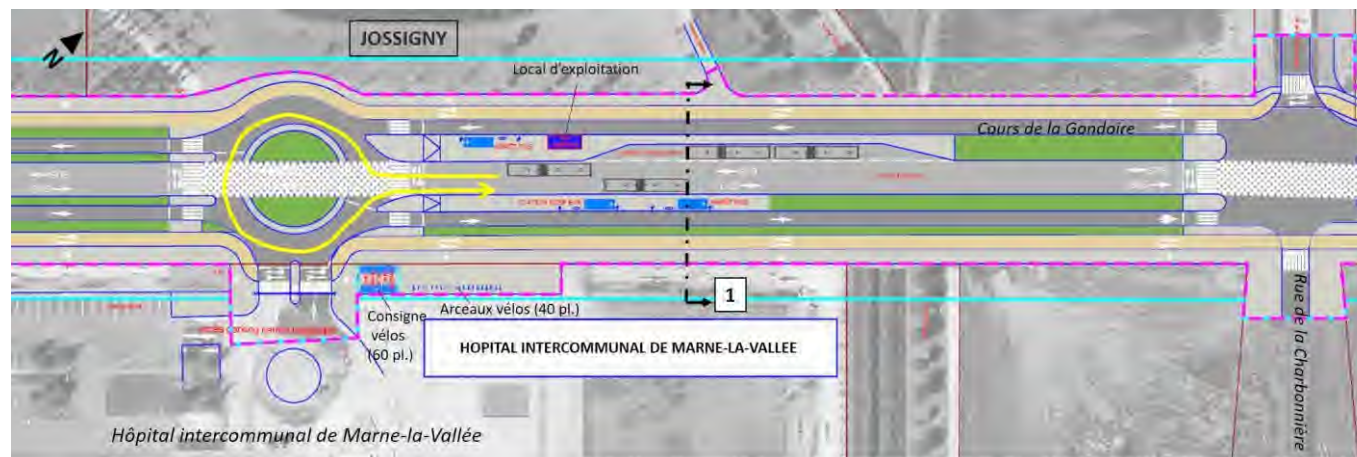 N
JOSSIGNY
Local d'exploitation
Cours de la Gondoire
1
Consigne
vélos
(60 pl.)
Arceaux vélos (40 pl.)
HOPITAL INTERCOMMUNAL DE MARNE-LA-VALLEE
Rue de la Charbonnière
Hôpital intercommunal de Marne-la-Vallée